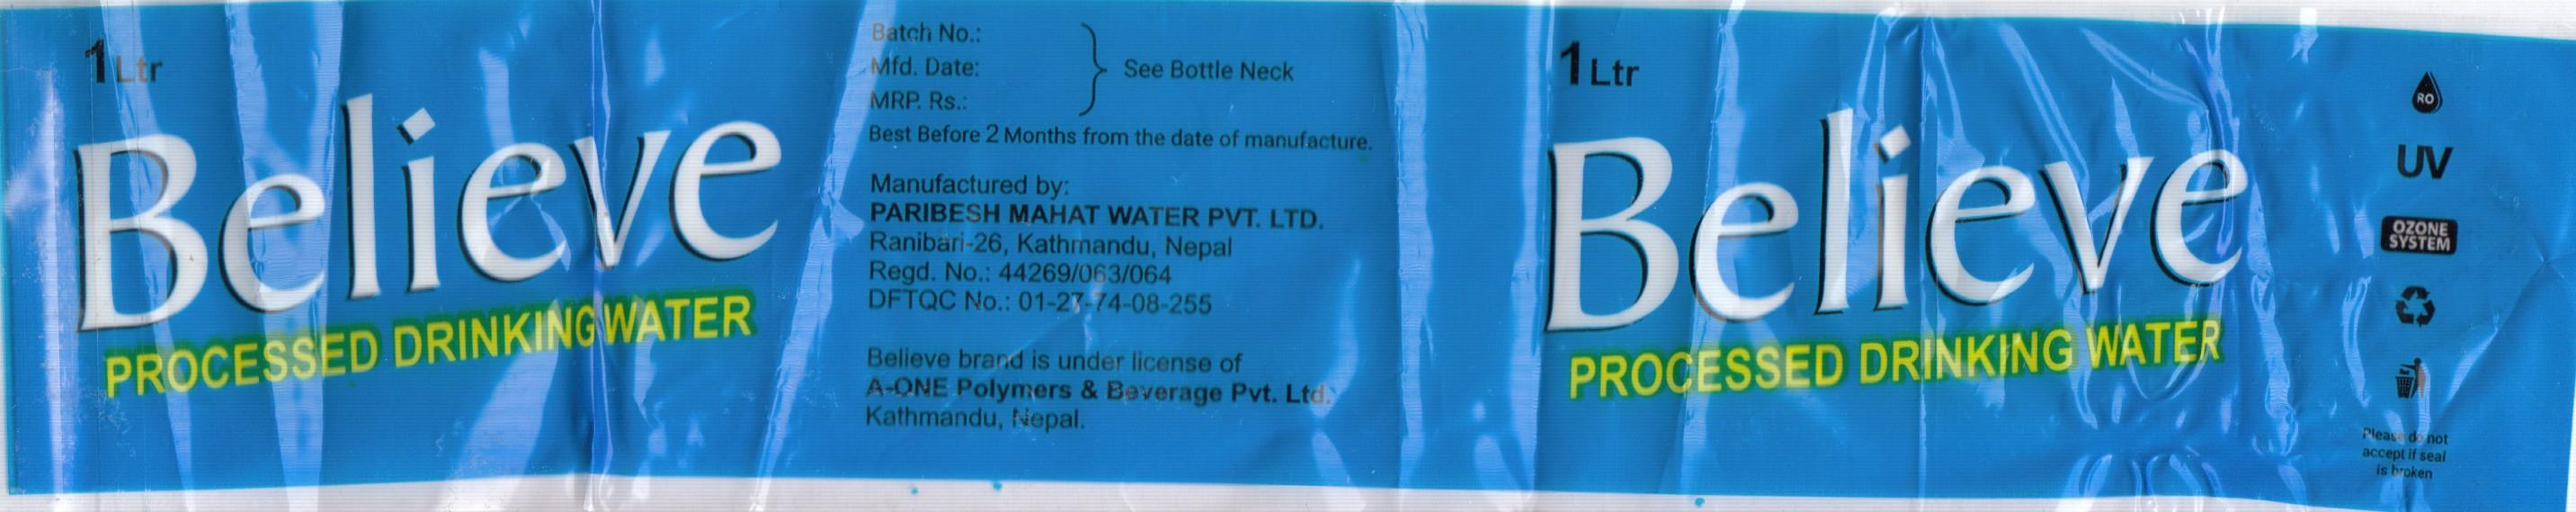 1 Ltr
Believe
PROCESSED DRINKING WATER
Batch No.:
Mfd. Date:
MRP. Rs.:
See Bottle Neck
Best Before 2 Months from the date of manufacture.
Manufactured by:
PARIBESH MAHAT WATER PVT. LTD.
Ranibari-26, Kathmandu, Nepal
Regd. No.: 44269/063/064
DFTQC No.: 01-27-74-08-255
Believe brand is under license of
A-ONE Polymers & Beverage Pvt. Ltd.
Kathmandu, Nepal.
1 Ltr
Believe
PROCESSED DRINKING WATER
RO
UV
OZONE
SYSTEM
Please do not
accept if seal
is broken